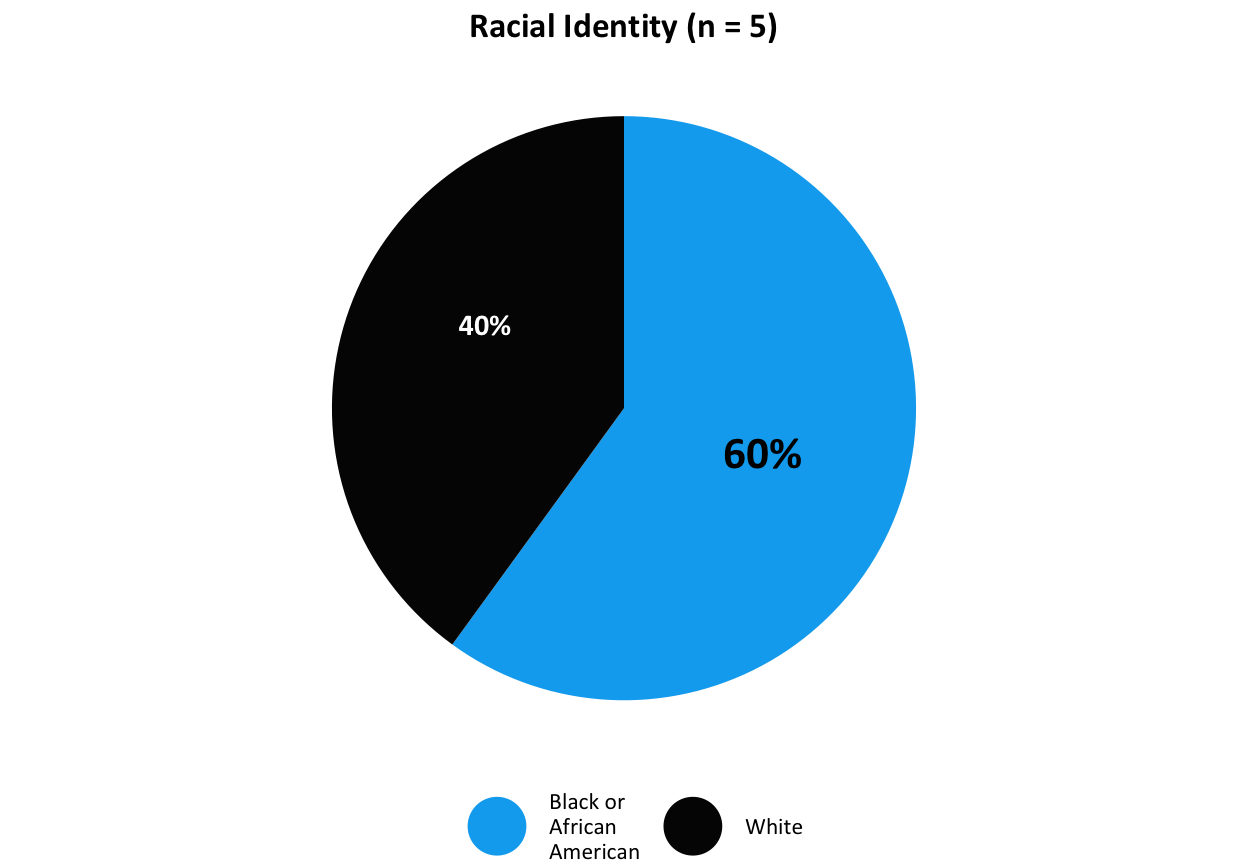 Racial Identity (n = 5)
40%
60%
Black or
African
American
White